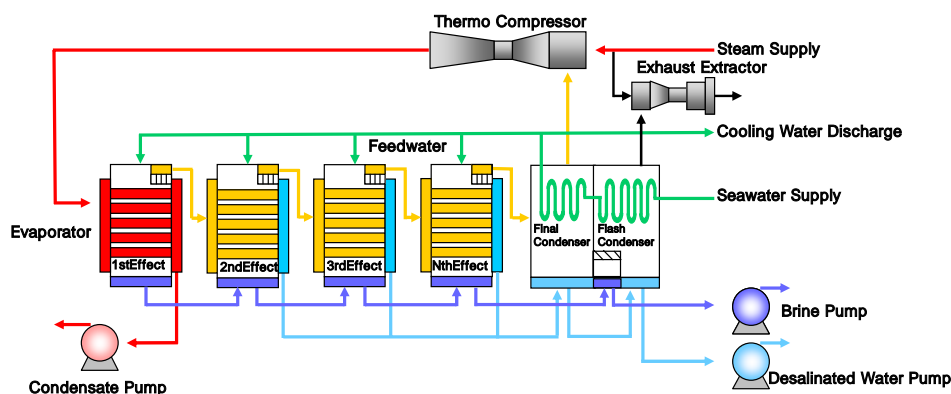 Thermo Compressor
Steam Supply
Exhaust Extractor
Cooling Water Discharge
Feedwater
Seawater Supply
Evaporator
Final
Condenser
Flash
Condenser
1stEffect
2ndEffect
3rdEffect
NthEffect
Brine Pump
Condensate Pump
Desalinated Water Pump